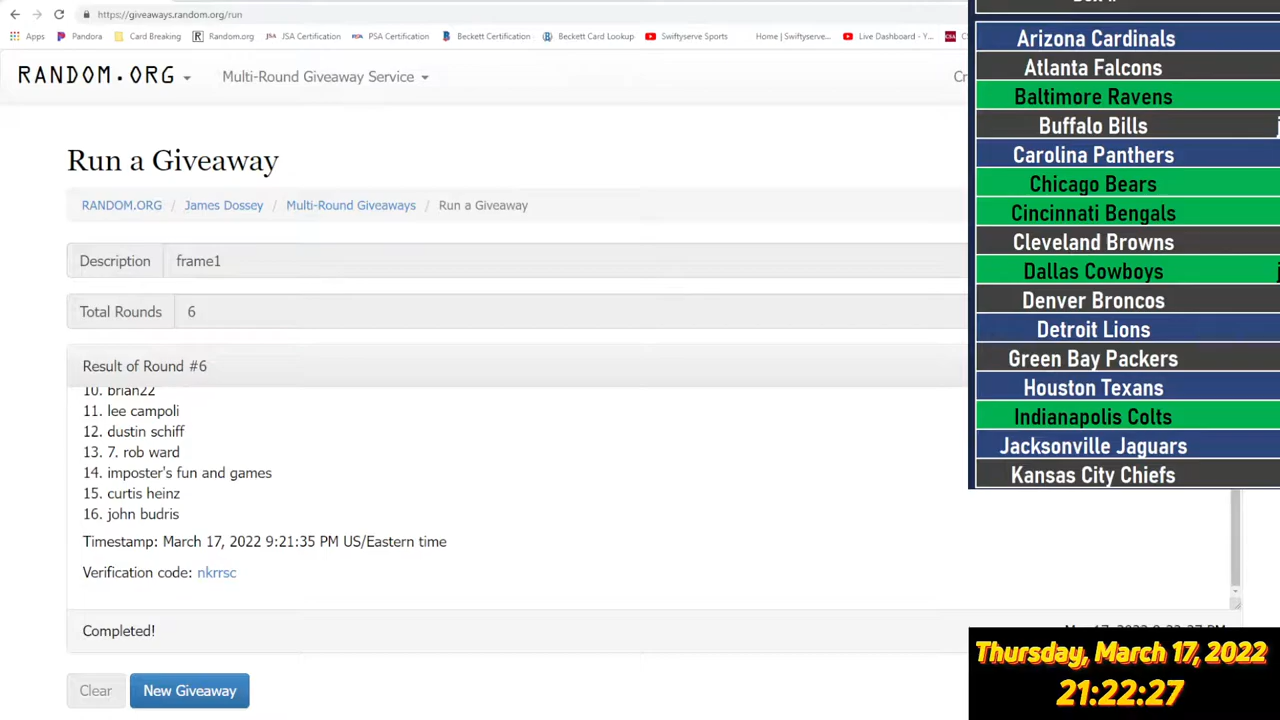 https://giveaways.random.org/run
Apps Pandora Card Breaking Random.org JSA Certification PSA Certification Beckett Certification Beckett Card Lookup Swiftyserve Sports Home | Swiftyserve... Live Dashboard - Y...
RANDOM.ORG Multi-Round Giveaway Service
Run a Giveaway
RANDOM.ORG / James Dossey / Multi-Round Giveaways / Run a Giveaway
Description frame1
Total Rounds 6
Result of Round #6
10. brian22
11. lee campoli
12. dustin schiff
13. 7. rob ward
14. imposter's fun and games
15. curtis heinz
16. john budris
Timestamp: March 17, 2022 9:21:35 PM US/Eastern time
Verification code: nkrrsc
Completed!
Clear New Giveaway
Arizona Cardinals
Atlanta Falcons
Baltimore Ravens
Buffalo Bills
Carolina Panthers
Chicago Bears
Cincinnati Bengals
Cleveland Browns
Dallas Cowboys
Denver Broncos
Detroit Lions
Green Bay Packers
Houston Texans
Indianapolis Colts
Jacksonville Jaguars
Kansas City Chiefs
Thursday, March 17, 2022
21:22:27